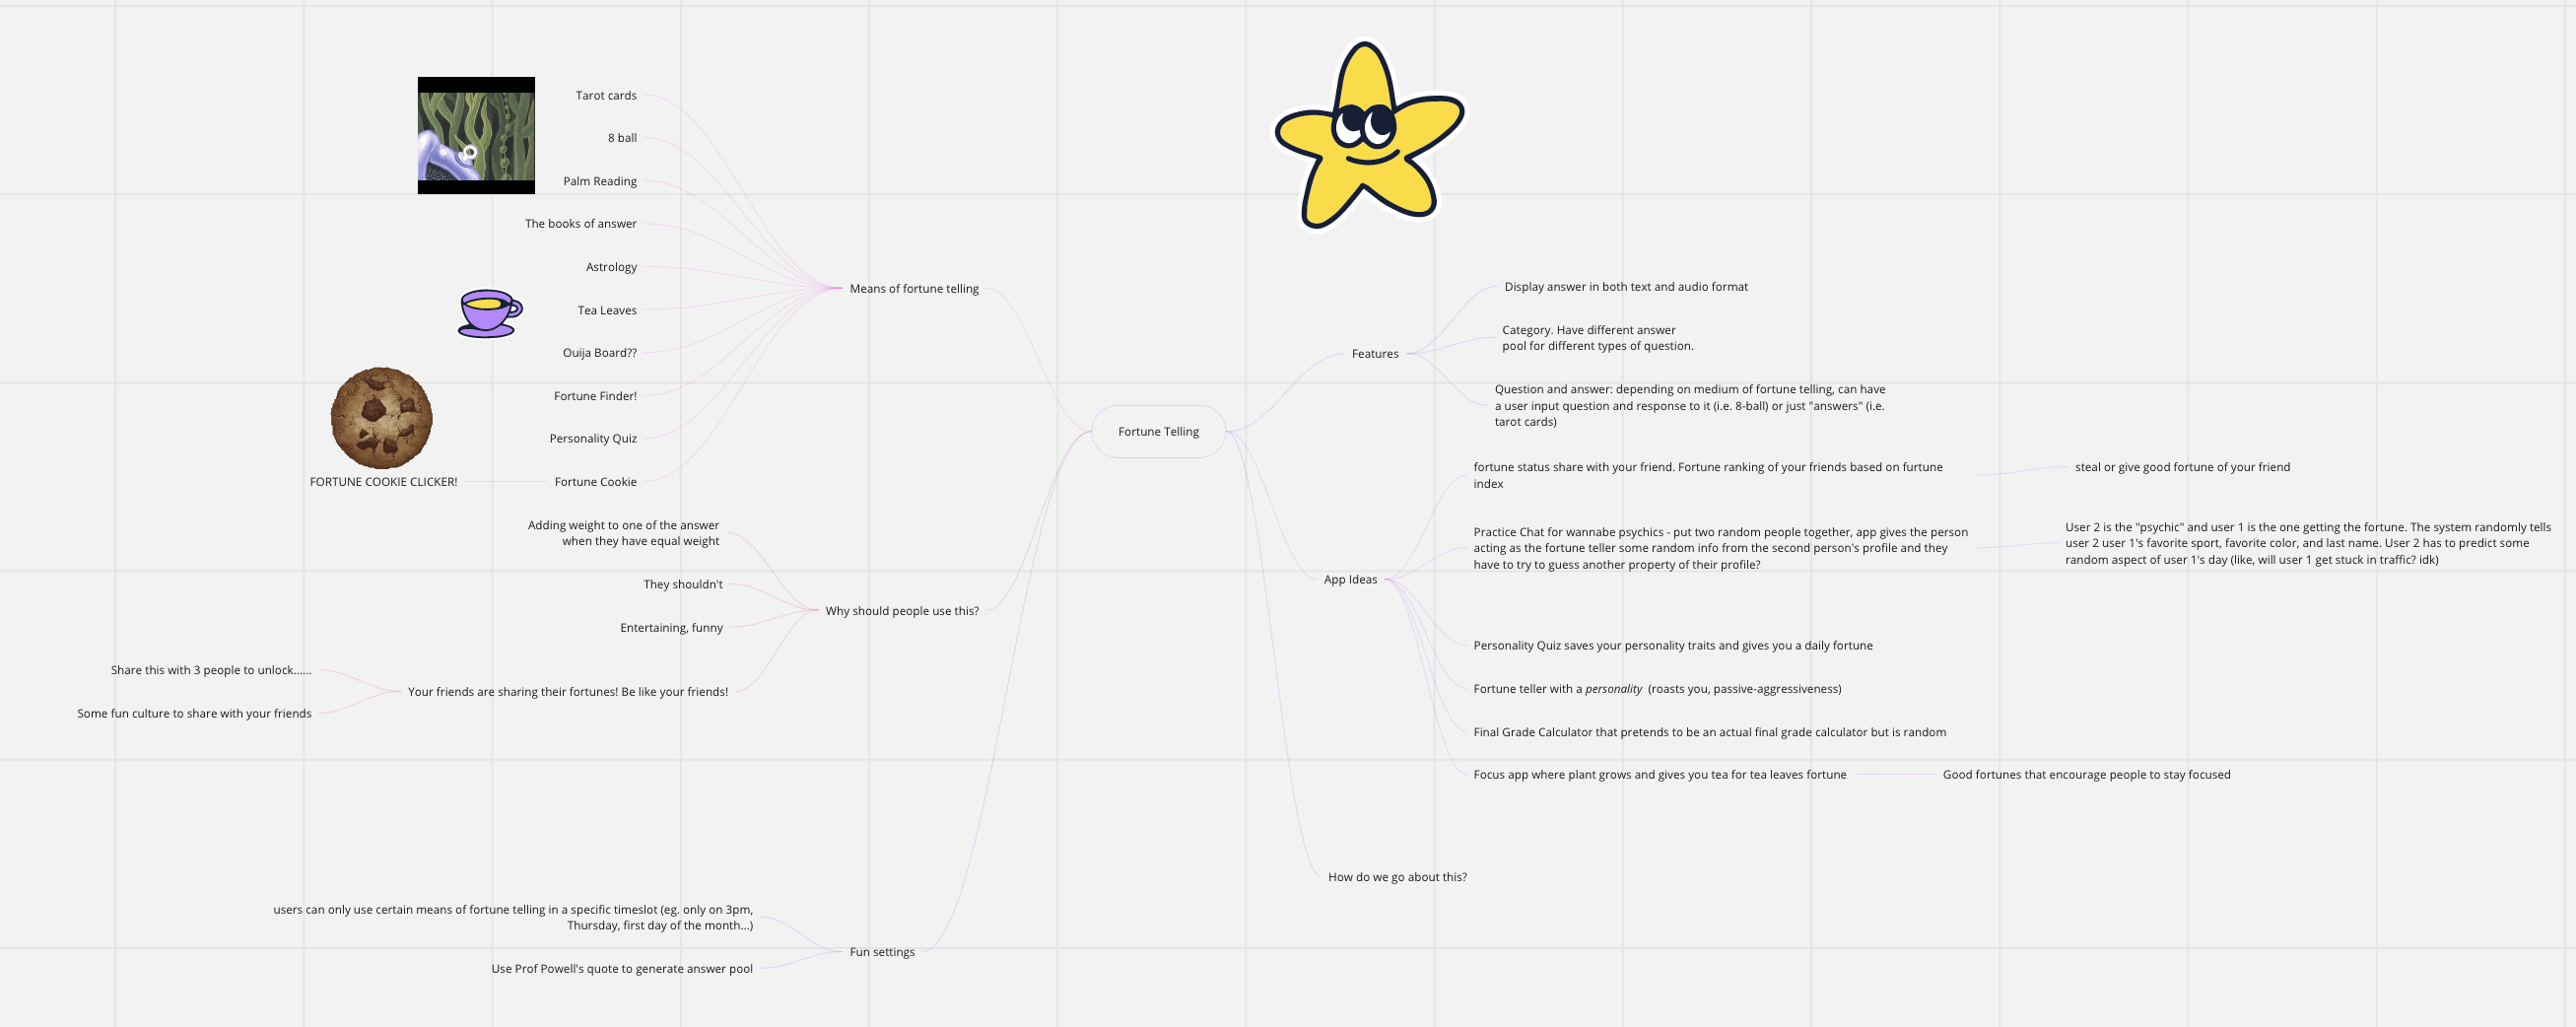 Fortune Telling
Means of fortune telling
Tarot cards
8 ball
Palm Reading
The books of answer
Astrology
Tea Leaves
Ouija Board??
Fortune Finder!
Personality Quiz
Fortune Cookie
FORTUNE COOKIE CLICKER!
Why should people use this?
Adding weight to one of the answer
when they have equal weight
They shouldn't
Entertaining, funny
Your friends are sharing their fortunes! Be like your friends!
Share this with 3 people to unlock......
Some fun culture to share with your friends
Fun settings
users can only use certain means of fortune telling in a specific timeslot (eg. only on 3pm,
Thursday, first day of the month...)
Use Prof Powell's quote to generate answer pool
Features
Display answer in both text and audio format
Category. Have different answer
pool for different types of question.
Question and answer: depending on medium of fortune telling, can have
a user input question and response to it (i.e. 8-ball) or just "answers" (i.e.
tarot cards)
App Ideas
fortune status share with your friend. Fortune ranking of your friends based on furtune
index
steal or give good fortune of your friend
Practice Chat for wannabe psychics - put two random people together, app gives the person
acting as the fortune teller some random info from the second person's profile and they
have to try to guess another property of their profile?
User 2 is the "psychic" and user 1 is the one getting the fortune. The system randomly tells
user 2 user 1's favorite sport, favorite color, and last name. User 2 has to predict some
random aspect of user 1's day (like, will user 1 get stuck in traffic? idk)
Personality Quiz saves your personality traits and gives you a daily fortune
Fortune teller with a personality (roasts you, passive-aggressiveness)
Final Grade Calculator that pretends to be an actual final grade calculator but is random
Focus app where plant grows and gives you tea for tea leaves fortune
Good fortunes that encourage people to stay focused
How do we go about this?